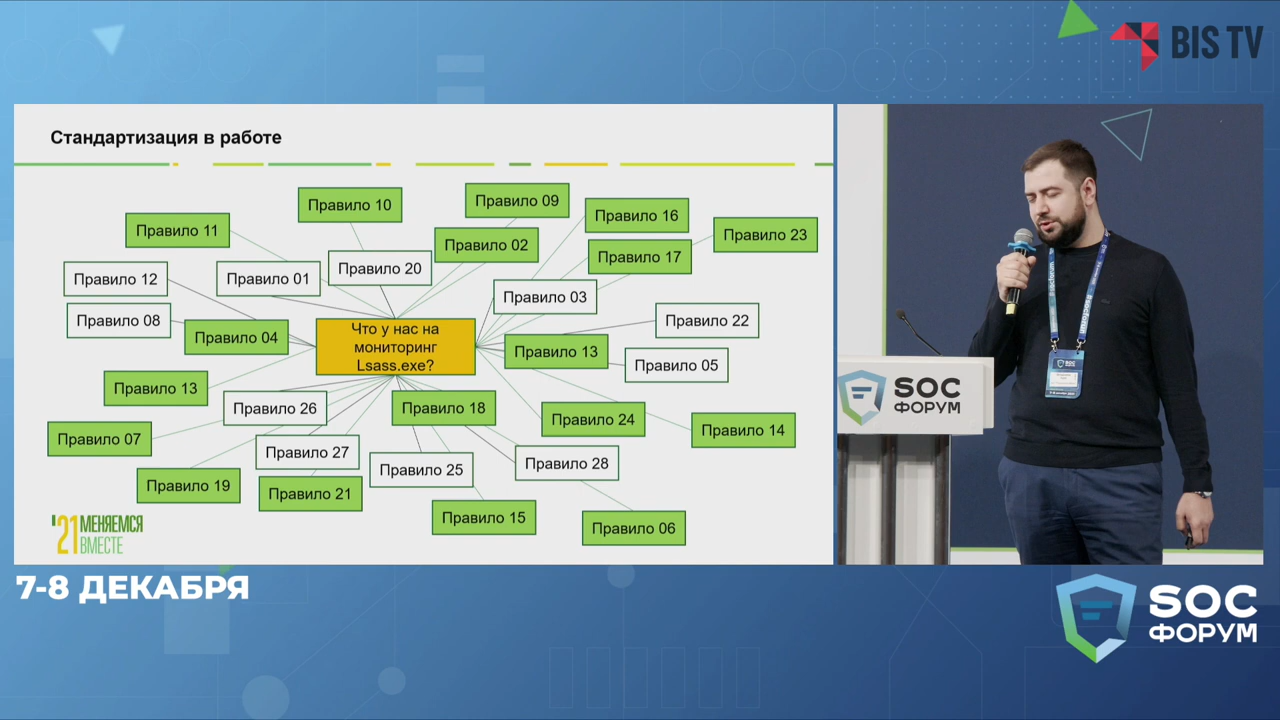 BIS TV
Стандартизация в работе
Правило 10
Правило 09
Правило 16
Правило 11
Правило 02
Правило 23
Правило 17
Правило 12
Правило 01
Правило 20
Правило 03
Правило 08
Правило 04
Что у нас на
мониторинг
Lsass.exe?
Правило 22
Правило 13
Правило 05
Правило 13
Правило 26
Правило 18
Правило 24
Правило 14
Правило 07
Правило 27
Правило 25
Правило 28
Правило 19
Правило 21
Правило 15
Правило 06
'21 МЕНЯЕМСЯ
ВМЕСТЕ
SOC
ФОРУМ
7-8 ДЕКАБРЯ
SOC
ФОРУМ